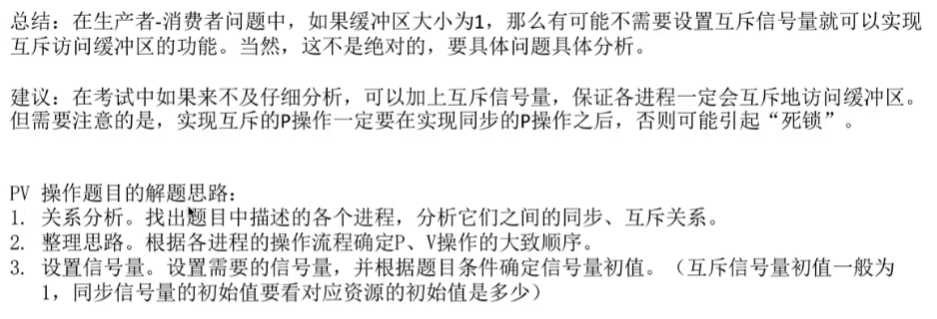 总结：在生产者-消费者问题中，如果缓冲区大小为1，那么有可能不需要设置互斥信号量就可以实现
互斥访问缓冲区的功能。当然，这不是绝对的，要具体问题具体分析。
建议：在考试中如果来不及仔细分析，可以加上互斥信号量，保证各进程一定会互斥地访问缓冲区。
但需要注意的是，实现互斥的P操作一定要在实现同步的P操作之后，否则可能引起“死锁”。
PV 操作题目的解题思路：
1. 关系分析。找出题目中描述的各个进程，分析它们之间的同步、互斥关系。
2. 整理思路。根据各进程的操作流程确定P、V操作的大致顺序。
3. 设置信号量。设置需要的信号量，并根据题目条件确定信号量初值。（互斥信号量初值一般为
1，同步信号量的初始值要看对应资源的初始值是多少）